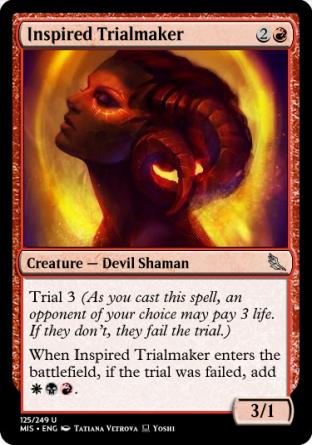 Inspired Trialmaker 2
Creature — Devil Shaman
Trial 3 (As you cast this spell, an
opponent of your choice may pay 3 life.
If they don't, they fail the trial.)
When Inspired Trialmaker enters the
battlefield, if the trial was failed, add
.
3/1
125/249 U
MIS • ENG Tatiana Vetrova Yoshi